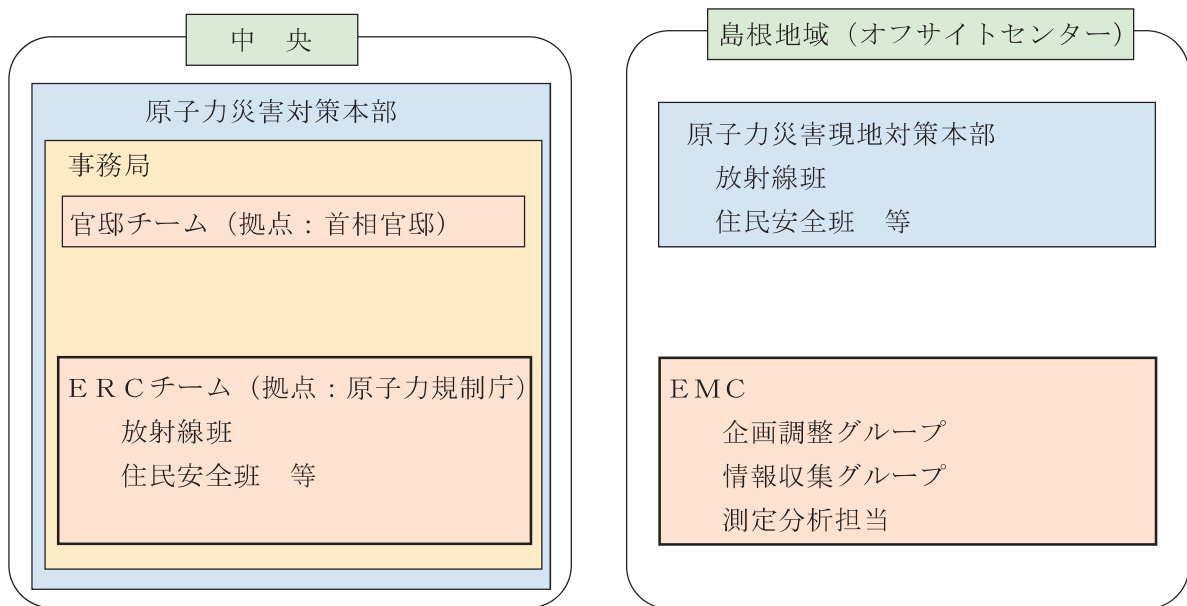 中　央
原子力災害対策本部
事務局
官邸チーム（拠点：首相官邸）
ＥＲＣチーム（拠点：原子力規制庁）
放射線班
住民安全班　等
島根地域（オフサイトセンター）
原子力災害現地対策本部
放射線班
住民安全班　等
ＥＭＣ
企画調整グループ
情報収集グループ
測定分析担当